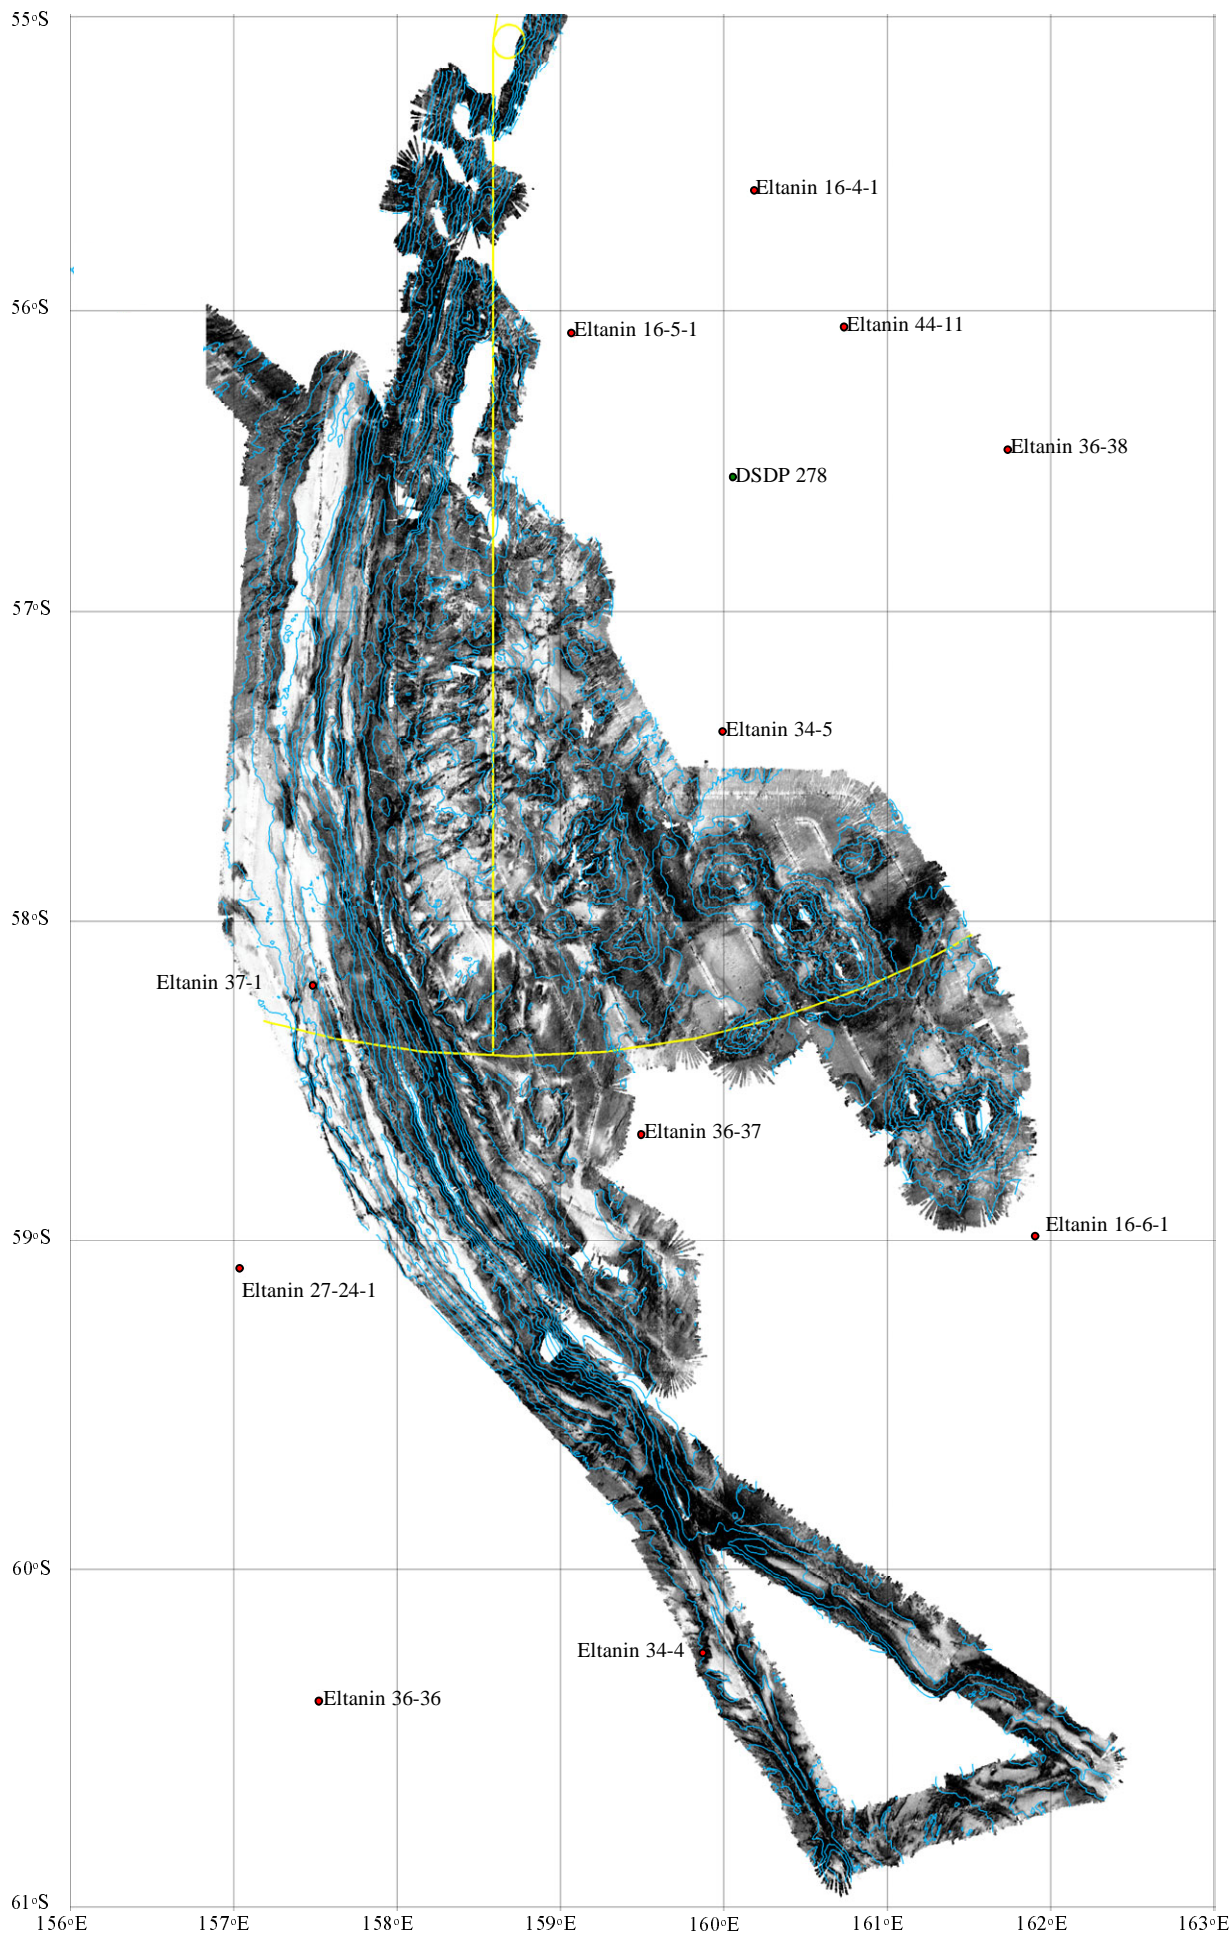 55°S
Eltanin 16-4-1
56°S
Eltanin 16-5-1
Eltanin 44-11
Eltanin 36-38
DSDP 278
57°S
Eltanin 34-5
58°S
Eltanin 37-1
Eltanin 36-37
Eltanin 16-6-1
59°S
Eltanin 27-24-1
60°S
Eltanin 34-4
Eltanin 36-36
61°S
156°E 157°E 158°E 159°E 160°E 161°E 162°E 163°E